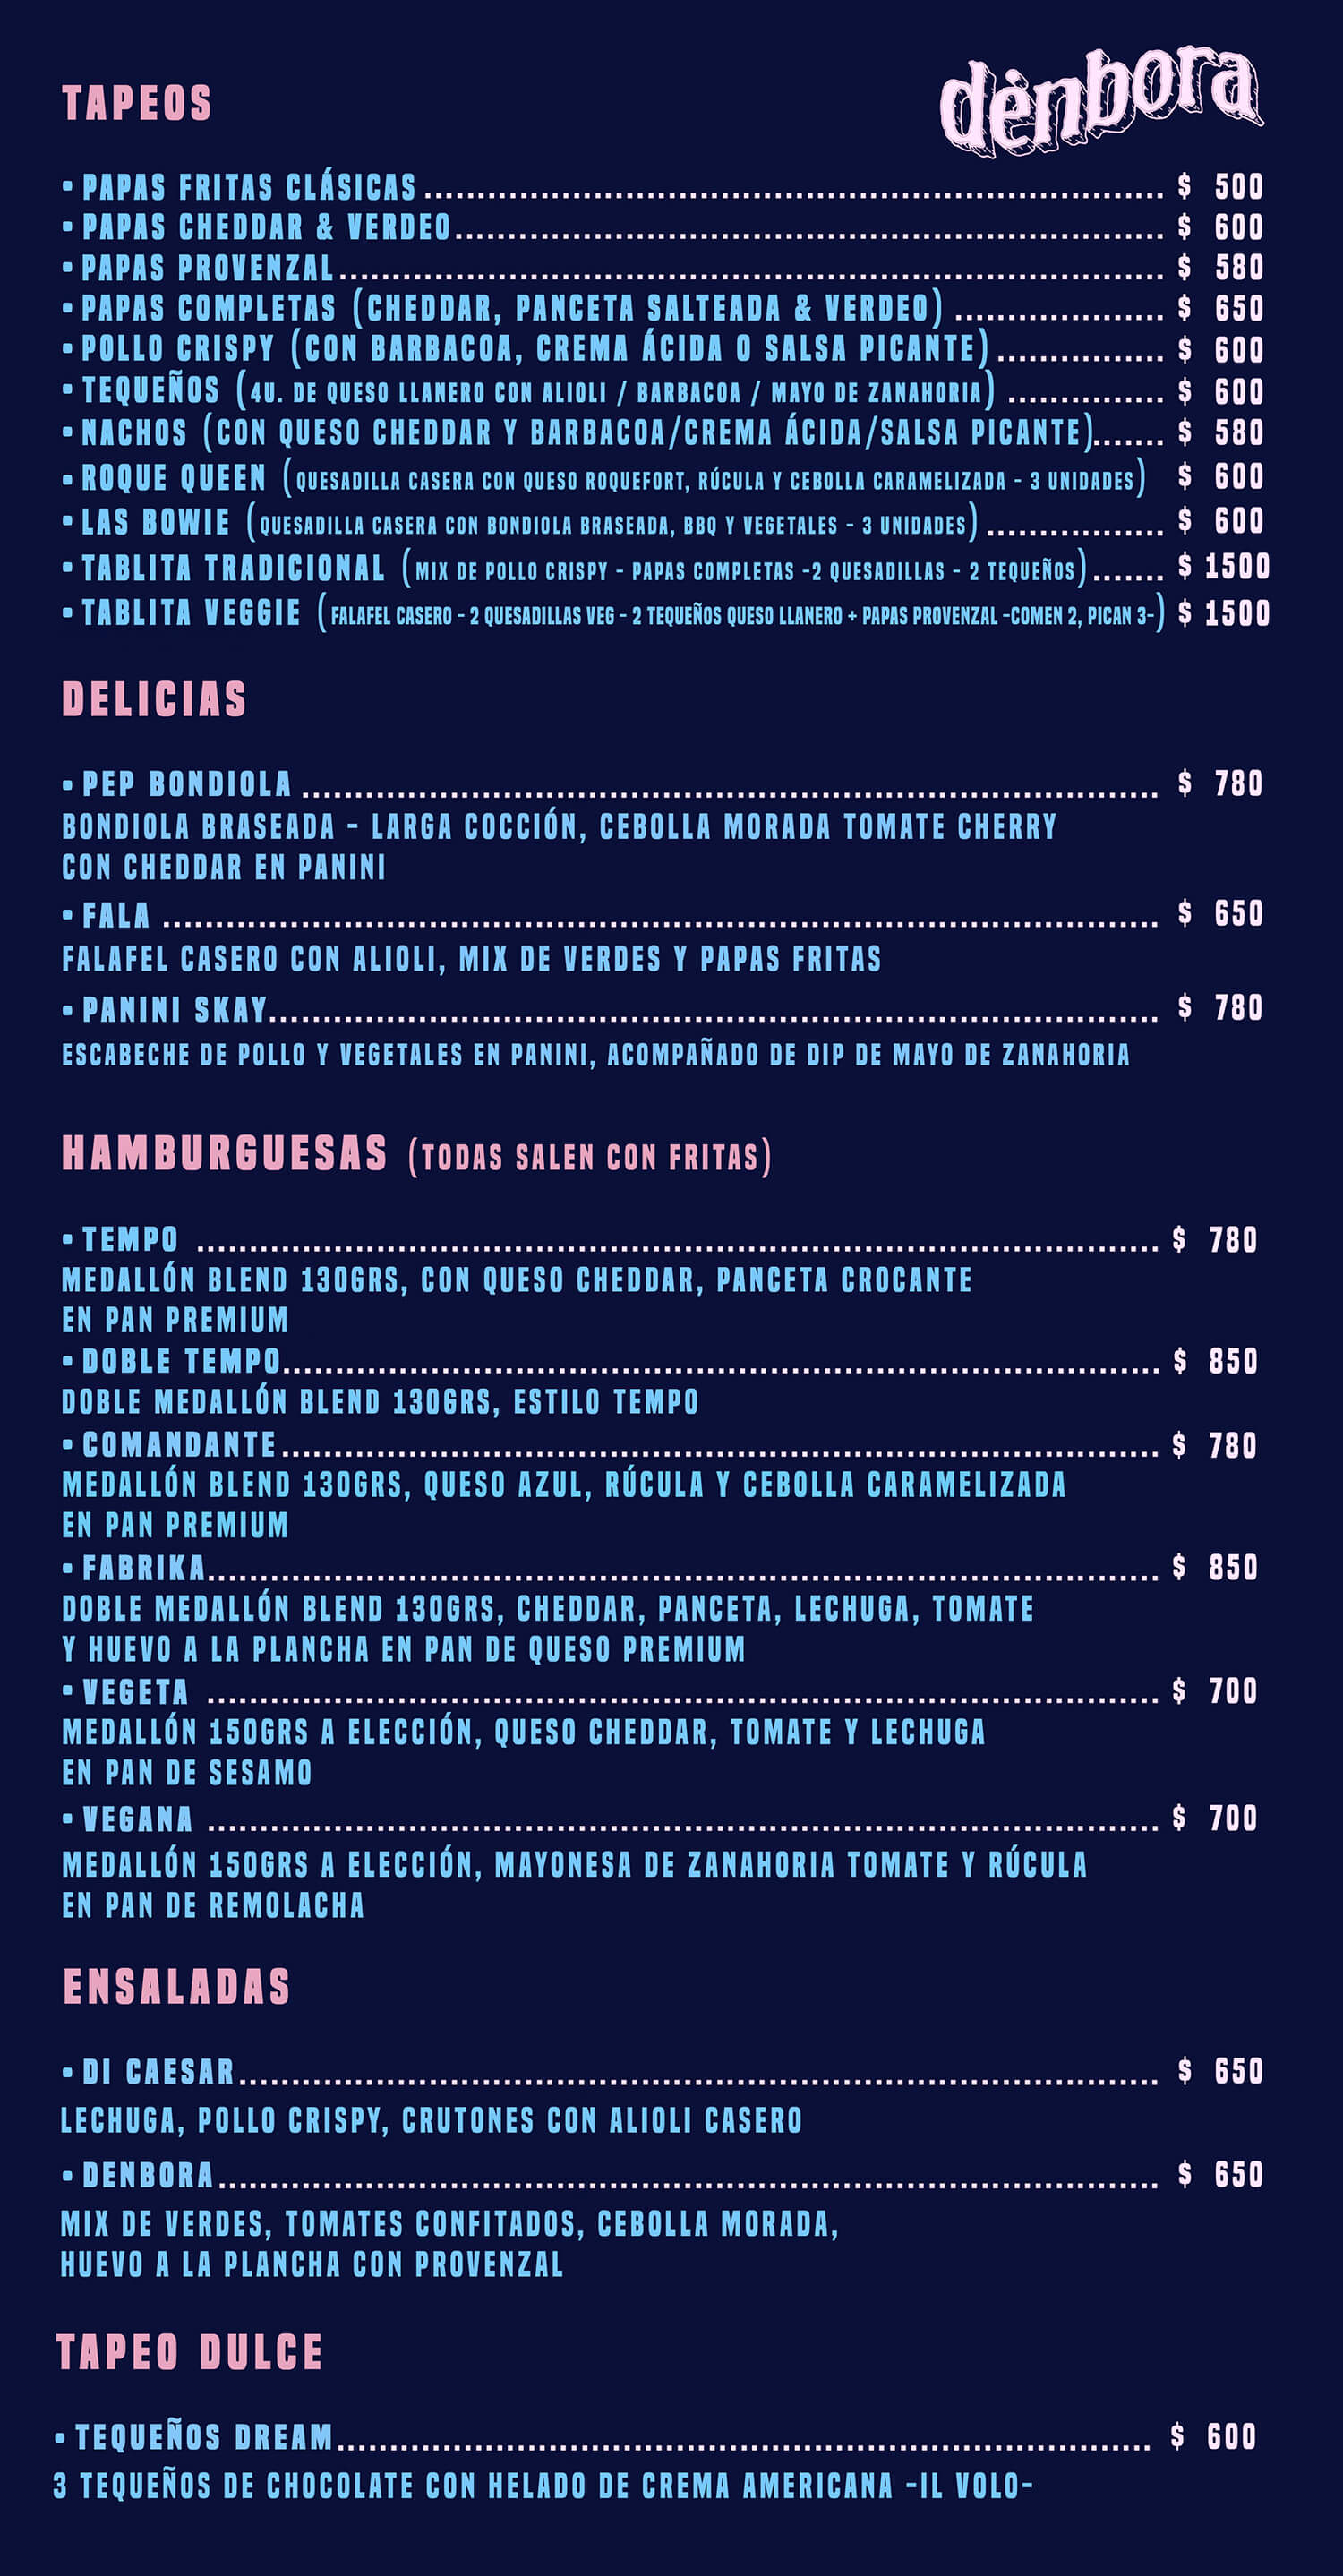 dènbora
TAPEOS
• PAPAS FRITAS CLÁSICAS ........ $ 500
• PAPAS CHEDDAR & VERDEO........ $ 600
• PAPAS PROVENZAL........ $ 580
• PAPAS COMPLETAS (CHEDDAR, PANCETA SALTEADA & VERDEO) ........ $ 650
• POLLO CRISPY (CON BARBACOA, CREMA ÁCIDA O SALSA PICANTE) ........ $ 600
• TEQUEÑOS (4U. DE QUESO LLANERO CON ALIOLI / BARBACOA / MAYO DE ZANAHORIA) ........ $ 600
• NACHOS (CON QUESO CHEDDAR Y BARBACOA/CREMA ÁCIDA/SALSA PICANTE)....... $ 580
• ROQUE QUEEN (QUESADILLA CASERA CON QUESO ROQUEFORT, RÚCULA Y CEBOLLA CARAMELIZADA - 3 UNIDADES) $ 600
• LAS BOWIE (QUESADILLA CASERA CON BONDIOLA BRASEADA, BBQ Y VEGETALES - 3 UNIDADES) ........ $ 600
• TABLITA TRADICIONAL (MIX DE POLLO CRISPY - PAPAS COMPLETAS -2 QUESADILLAS - 2 TEQUEÑOS)....... $ 1500
• TABLITA VEGGIE (FALAFEL CASERO - 2 QUESADILLAS VEG - 2 TEQUEÑOS QUESO LLANERO + PAPAS PROVENZAL -COMEN 2, PICAN 3-) $ 1500
DELICIAS
• PEP BONDIOLA ........ $ 780
BONDIOLA BRASEADA - LARGA COCCIÓN, CEBOLLA MORADA TOMATE CHERRY
CON CHEDDAR EN PANINI
• FALA ........ $ 650
FALAFEL CASERO CON ALIOLI, MIX DE VERDES Y PAPAS FRITAS
• PANINI SKAY........ $ 780
ESCABECHE DE POLLO Y VEGETALES EN PANINI, ACOMPAÑADO DE DIP DE MAYO DE ZANAHORIA
HAMBURGUESAS (TODAS SALEN CON FRITAS)
• TEMPO ........ $ 780
MEDALLÓN BLEND 130GRS, CON QUESO CHEDDAR, PANCETA CROCANTE
EN PAN PREMIUM
• DOBLE TEMPO........ $ 850
DOBLE MEDALLÓN BLEND 130GRS, ESTILO TEMPO
• COMANDANTE........ $ 780
MEDALLÓN BLEND 130GRS, QUESO AZUL, RÚCULA Y CEBOLLA CARAMELIZADA
EN PAN PREMIUM
• FABRIKA........ $ 850
DOBLE MEDALLÓN BLEND 130GRS, CHEDDAR, PANCETA, LECHUGA, TOMATE
Y HUEVO A LA PLANCHA EN PAN DE QUESO PREMIUM
• VEGETA ........ $ 700
MEDALLÓN 150GRS A ELECCIÓN, QUESO CHEDDAR, TOMATE Y LECHUGA
EN PAN DE SESAMO
• VEGANA ........ $ 700
MEDALLÓN 150GRS A ELECCIÓN, MAYONESA DE ZANAHORIA TOMATE Y RÚCULA
EN PAN DE REMOLACHA
ENSALADAS
• DI CAESAR........ $ 650
LECHUGA, POLLO CRISPY, CRUTONES CON ALIOLI CASERO
• DENBORA........ $ 650
MIX DE VERDES, TOMATES CONFITADOS, CEBOLLA MORADA,
HUEVO A LA PLANCHA CON PROVENZAL
TAPEO DULCE
• TEQUEÑOS DREAM........ $ 600
3 TEQUEÑOS DE CHOCOLATE CON HELADO DE CREMA AMERICANA -IL VOLO-